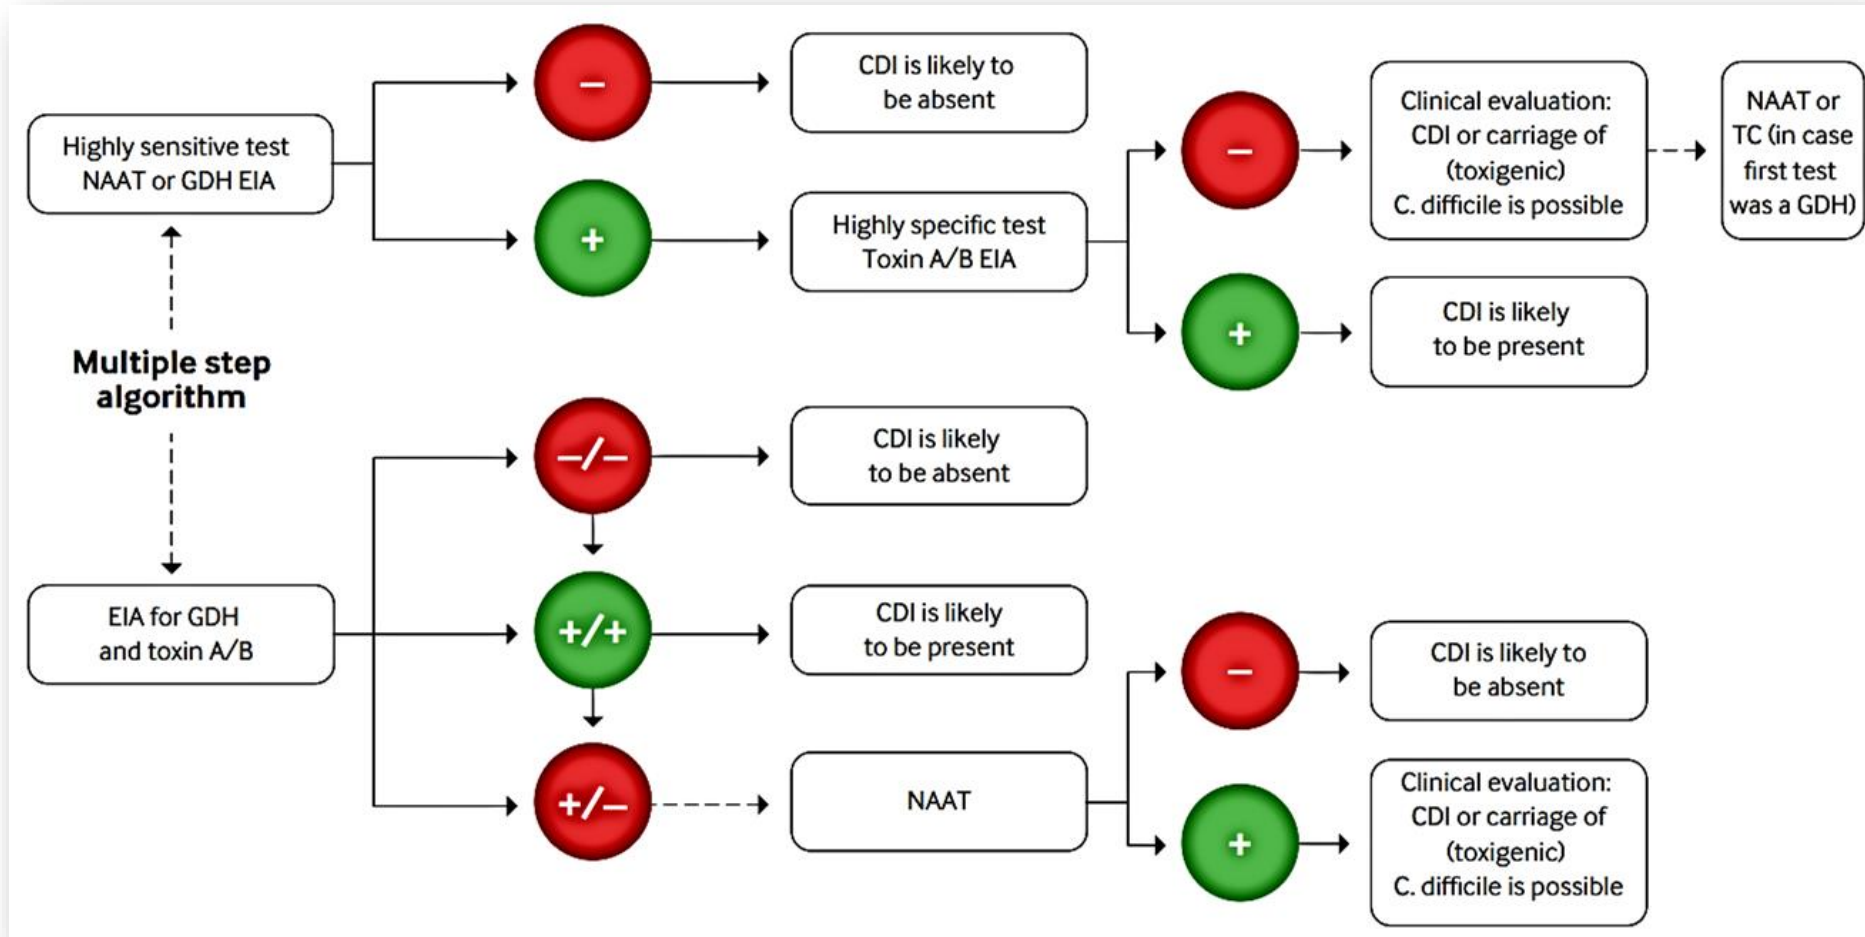 Highly sensitive test
NAAT or GDH EIA
–
CDI is likely to
be absent
+
Highly specific test
Toxin A/B EIA
–
Clinical evaluation:
CDI or carriage of
(toxigenic)
C. difficile is possible
NAAT or
TC (in case
first test
was a GDH)
+
CDI is likely
to be present
Multiple step
algorithm
EIA for GDH
and toxin A/B
–/–
CDI is likely
to be absent
+/+
CDI is likely
to be present
+/–
NAAT
–
CDI is likely to
be absent
+
Clinical evaluation:
CDI or carriage of
(toxigenic)
C. difficile is possible